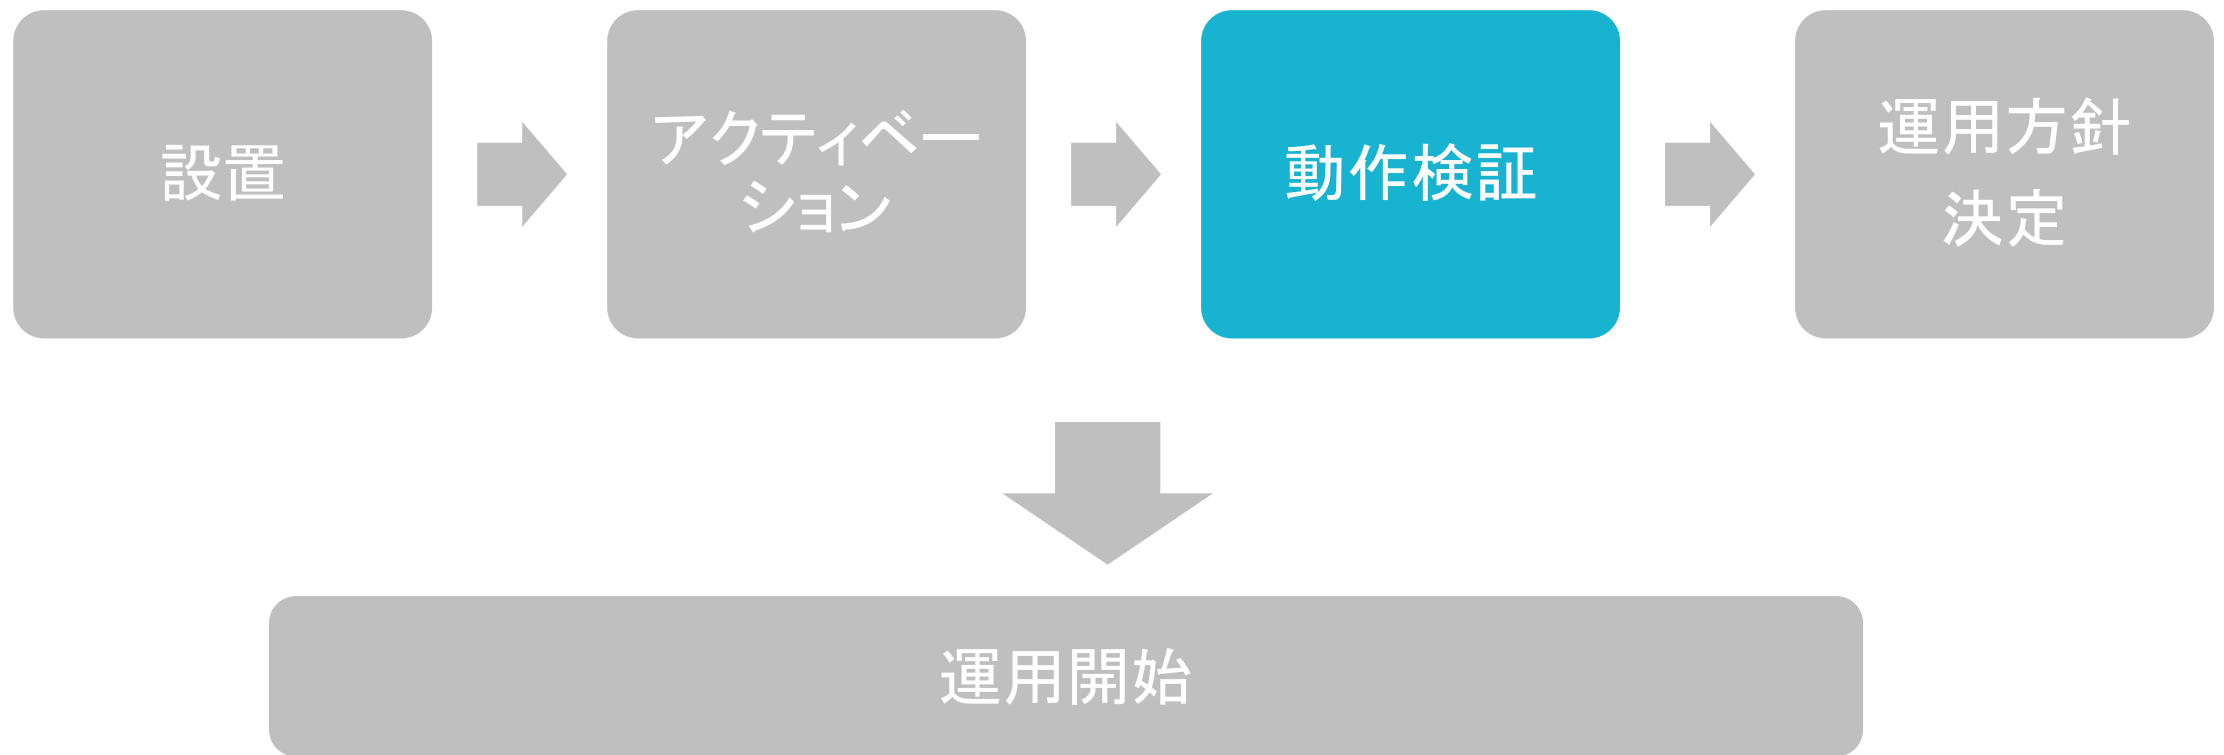 設置
アクティベー
ション
動作検証
運用方針
決定
運用開始